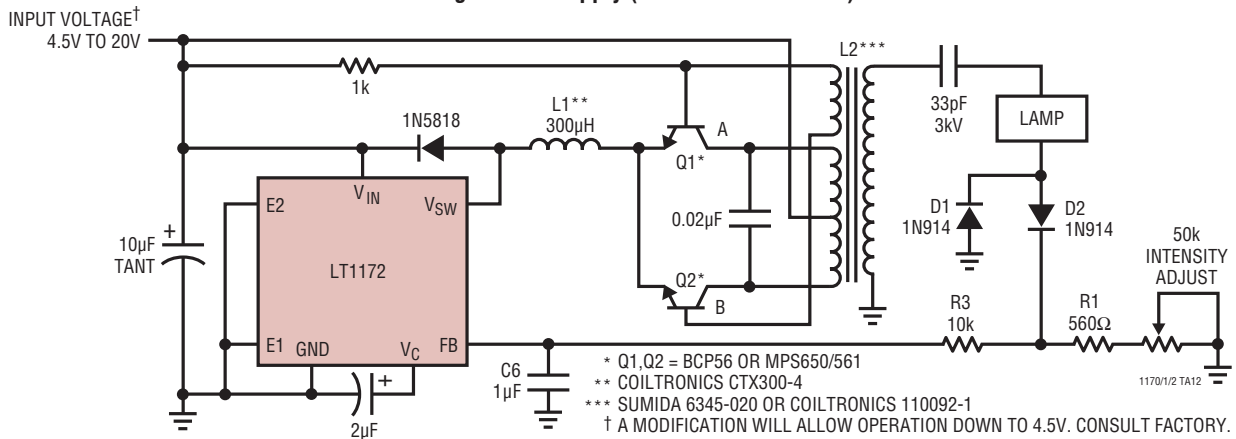 INPUT VOLTAGE†
4.5V TO 20V
1k
1N5818
L1**
300µH
A
Q1*
L2***
33pF
3kV
LAMP
E2
VIN
VSW
10µF
TANT
+
LT1172
0.02µF
Q2*
B
D1
1N914
D2
1N914
50k
INTENSITY
ADJUST
R3
10k
R1
560Ω
E1
GND
VC
FB
+
2µF
C6
1µF
* Q1,Q2 = BCP56 OR MPS650/561
** COILTRONICS CTX300-4
*** SUMIDA 6345-020 OR COILTRONICS 110092-1
† A MODIFICATION WILL ALLOW OPERATION DOWN TO 4.5V. CONSULT FACTORY.
1170/1/2 TA12